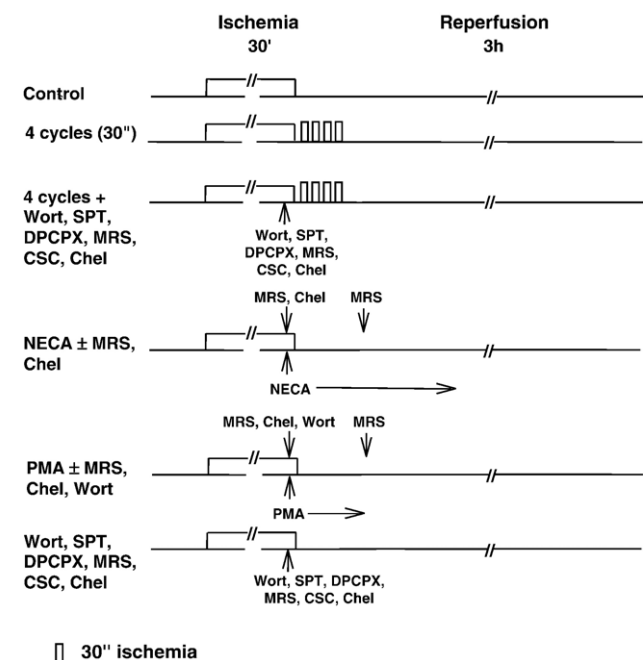 Ischemia
30'
Reperfusion
3h
Control
4 cycles (30")
4 cycles +
Wort, SPT,
DPCPX, MRS,
CSC, Chel
Wort, SPT,
DPCPX, MRS,
CSC, Chel
MRS, Chel
MRS
NECA ± MRS,
Chel
NECA
MRS, Chel, Wort
MRS
PMA ± MRS,
Chel, Wort
PMA
Wort, SPT,
DPCPX, MRS,
CSC, Chel
Wort, SPT, DPCPX,
MRS, CSC, Chel
30" ischemia